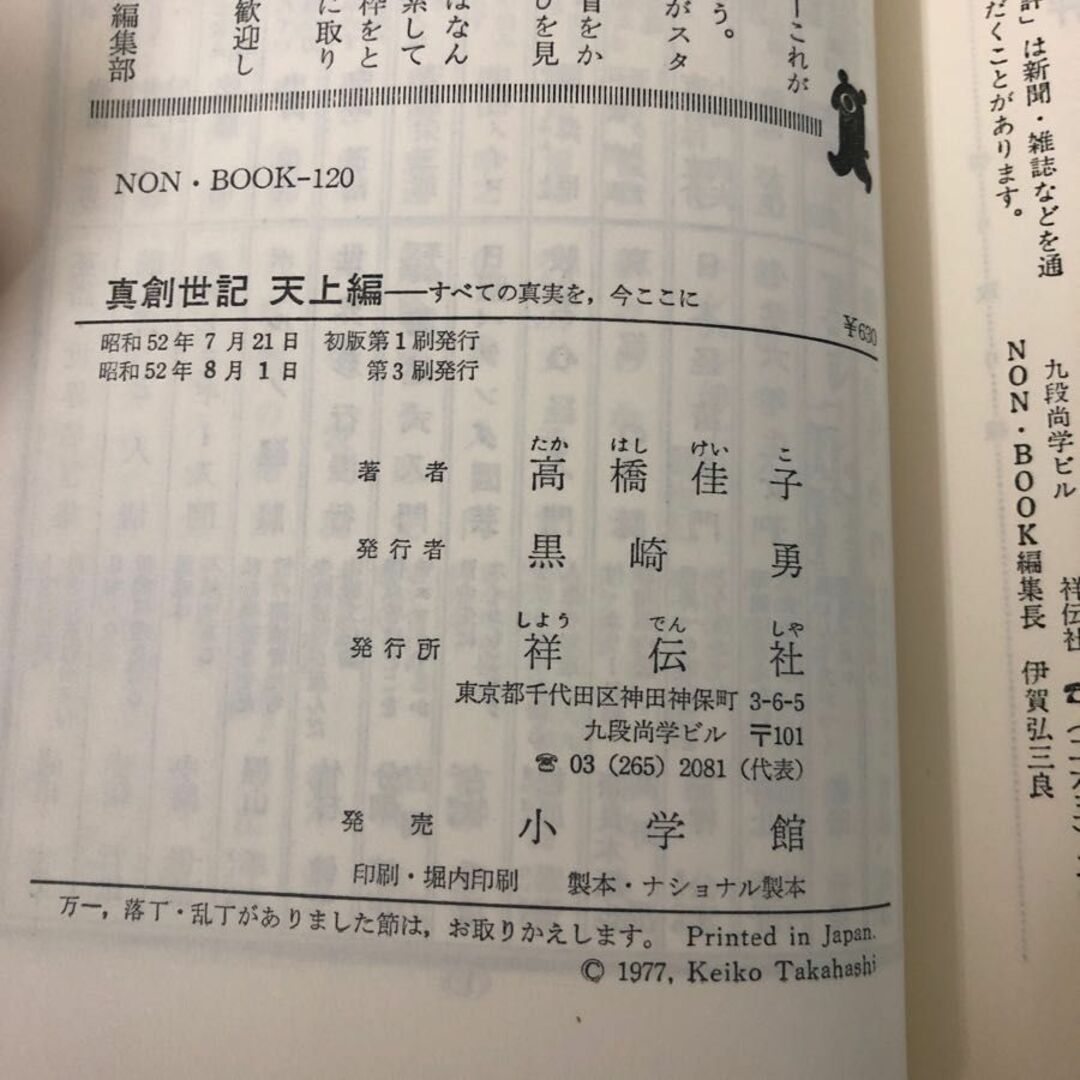 ーこれが
う。
がスタ
首をか
ひを見
はなん
系して
枠をと
に取り
歓迎し
編集部
NON・BOOK-120
真創世記 天上編——すべての真実を，今ここに
¥630
昭和52年7月21日 初版第1刷発行
昭和52年8月1日 第3刷発行
たか はし けい こ
著者 高橋佳子
発行者 黒崎勇
しよう でん しや
発行所 祥伝社
東京都千代田区神田神保町 3-6-5
九段尚学ビル 〒101
☎ 03 (265) 2081 (代表)
発売 小学館
印刷・堀内印刷 製本・ナショナル製本
万一，落丁・乱丁がありました節は，お取りかえします。 Printed in Japan.
© 1977, Keiko Takahashi
評」は新聞・雑誌などを通
だくことがあります。
九段尚学ビル
祥伝社
NON・BOOK編集長 伊賀弘三良